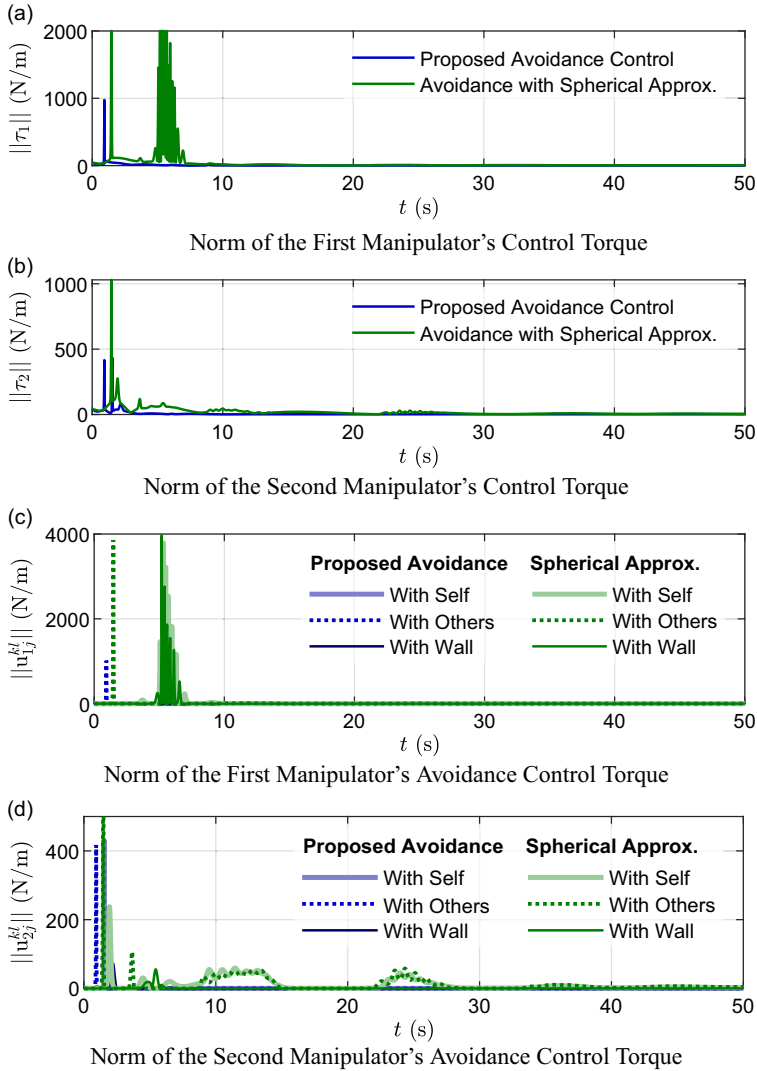 (a)
||τ₁|| (N/m)
2000
1000
0
Proposed Avoidance Control
Avoidance with Spherical Approx.
0 10 20 30 40 50
t (s)
Norm of the First Manipulator's Control Torque
(b)
||τ₂|| (N/m)
1000
500
0
Proposed Avoidance Control
Avoidance with Spherical Approx.
0 10 20 30 40 50
t (s)
Norm of the Second Manipulator's Control Torque
(c)
||u₁ⱼᵏˡ|| (N/m)
4000
2000
0
Proposed Avoidance Spherical Approx.
With Self With Self
With Others With Others
With Wall With Wall
0 10 20 30 40 50
t (s)
Norm of the First Manipulator's Avoidance Control Torque
(d)
||u₂ⱼᵏˡ|| (N/m)
400
200
0
Proposed Avoidance Spherical Approx.
With Self With Self
With Others With Others
With Wall With Wall
0 10 20 30 40 50
t (s)
Norm of the Second Manipulator's Avoidance Control Torque